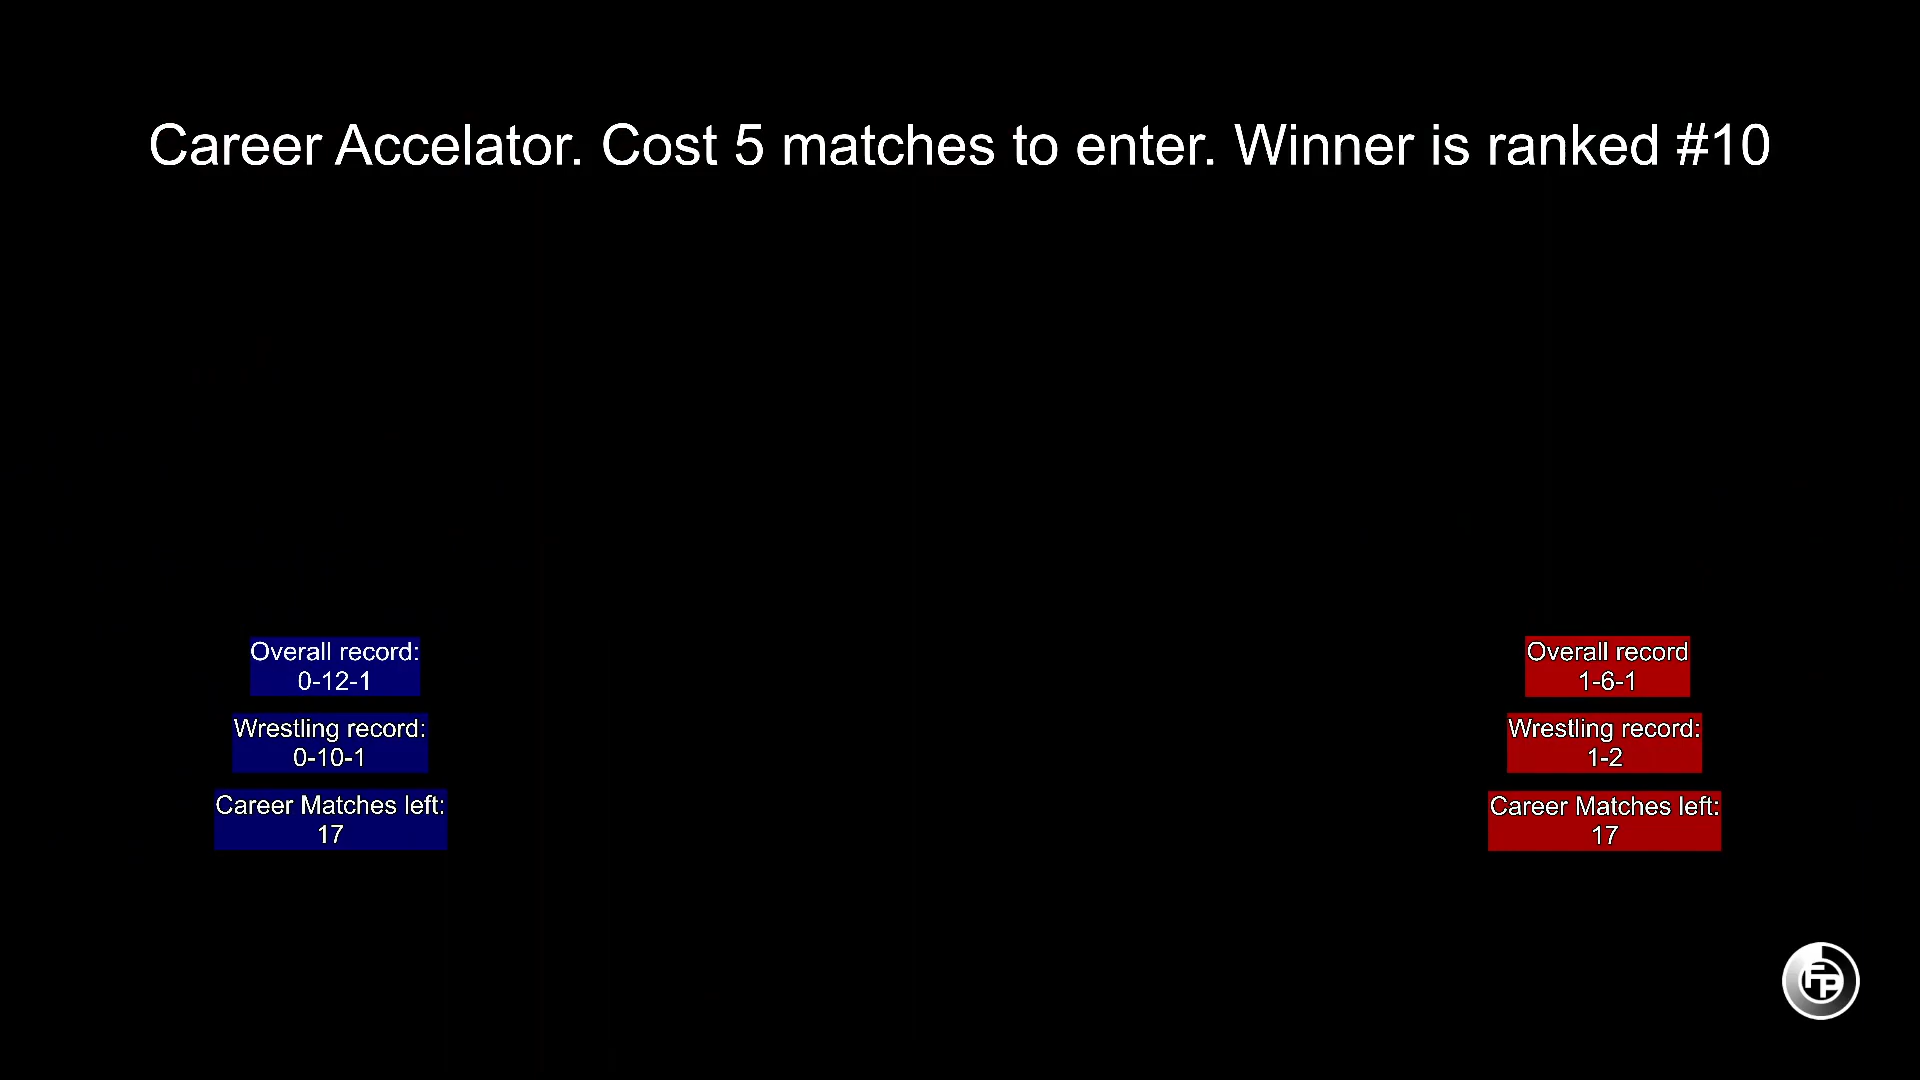 Career Accelator. Cost 5 matches to enter. Winner is ranked #10
Overall record:
0-12-1
Wrestling record:
0-10-1
Career Matches left:
17
Overall record
1-6-1
Wrestling record:
1-2
Career Matches left:
17
FP